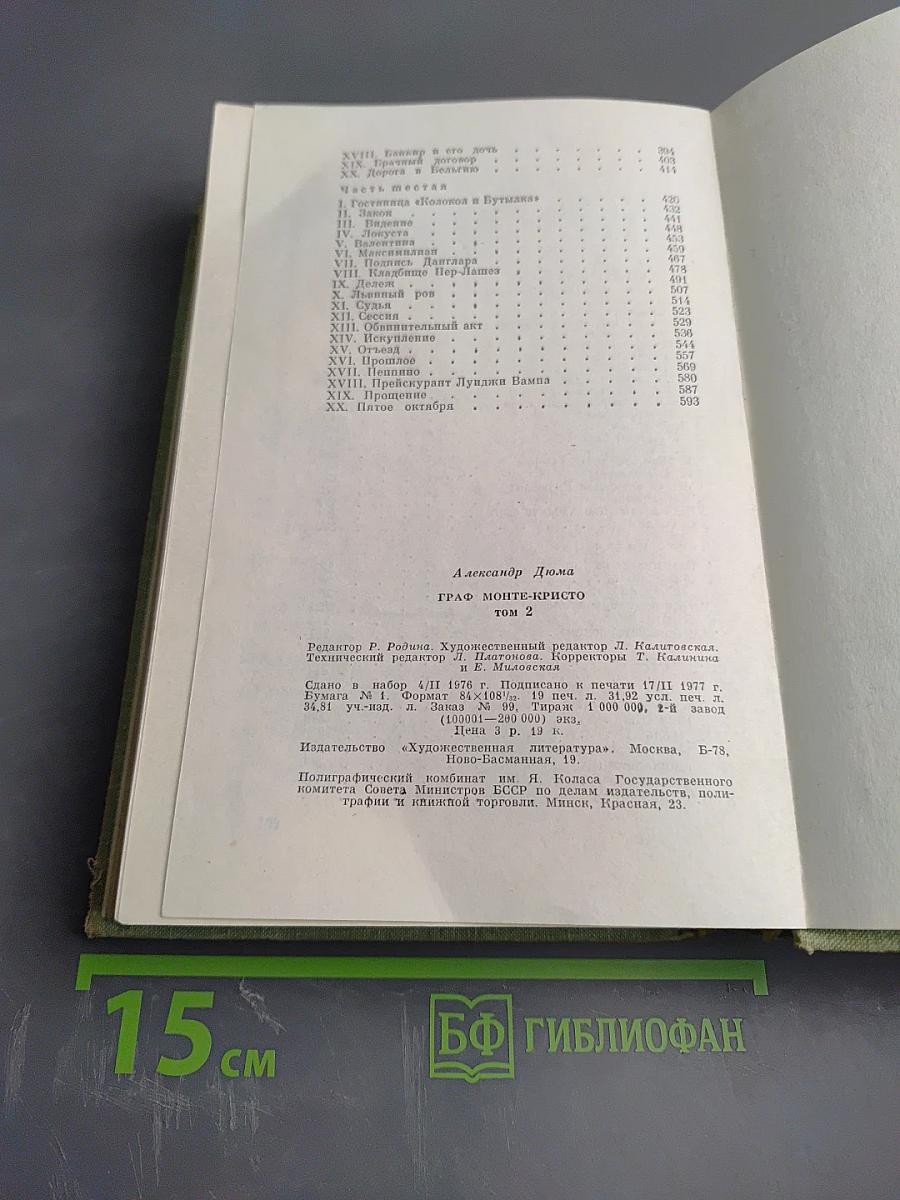 XVIII. Банкир и его дочь . . . . . . . 394
XIX. Брачный договор . . . . . . . . 403
XX. Дорога в Бельгию . . . . . . . . 414
Часть шестая
I. Гостиница «Колокол и Бутылка» . . . . . . 426
II. Закон . . . . . . . . . . . 432
III. Видение . . . . . . . . . . 441
IV. Локуста . . . . . . . . . . 448
V. Валентина . . . . . . . . . . 453
VI. Максимилиан . . . . . . . . . 459
VII. Подпись Данглара . . . . . . . . 467
VIII. Кладбище Пер-Лашез . . . . . . . 478
IX. Дележ . . . . . . . . . . . 491
X. Львиный ров . . . . . . . . . 507
XI. Судья . . . . . . . . . . . 514
XII. Сессия . . . . . . . . . . . 523
XIII. Обвинительный акт . . . . . . . . 529
XIV. Искупление . . . . . . . . . . 536
XV. Отъезд . . . . . . . . . . . 544
XVI. Прошлое . . . . . . . . . . 557
XVII. Пеппино . . . . . . . . . . 569
XVIII. Прейскурант Луиджи Вампа . . . . . 580
XIX. Прощение . . . . . . . . . . 587
XX. Пятое октября . . . . . . . . . 593
Александр Дюма
ГРАФ МОНТЕ-КРИСТО
том 2
Редактор Р. Родина. Художественный редактор Л. Калитовская.
Технический редактор Л. Платонова. Корректоры Т. Калинина
и Е. Миловская
Сдано в набор 4/II 1976 г. Подписано к печати 17/II 1977 г.
Бумага № 1. Формат 84×108¹/₃₂. 19 печ. л. 31,92 усл. печ. л.
34,81 уч.-изд. л. Заказ № 99. Тираж 1 000 000, 2-й завод
(100001—200 000) экз.
Цена 3 р. 19 к.
Издательство «Художественная литература». Москва, Б-78,
Ново-Басманная, 19.
Полиграфический комбинат им. Я. Коласа Государственного
комитета Совета Министров БССР по делам издательств, поли-
графии и книжной торговли. Минск, Красная, 23.
15 см
БФ ГИБЛИОФАН